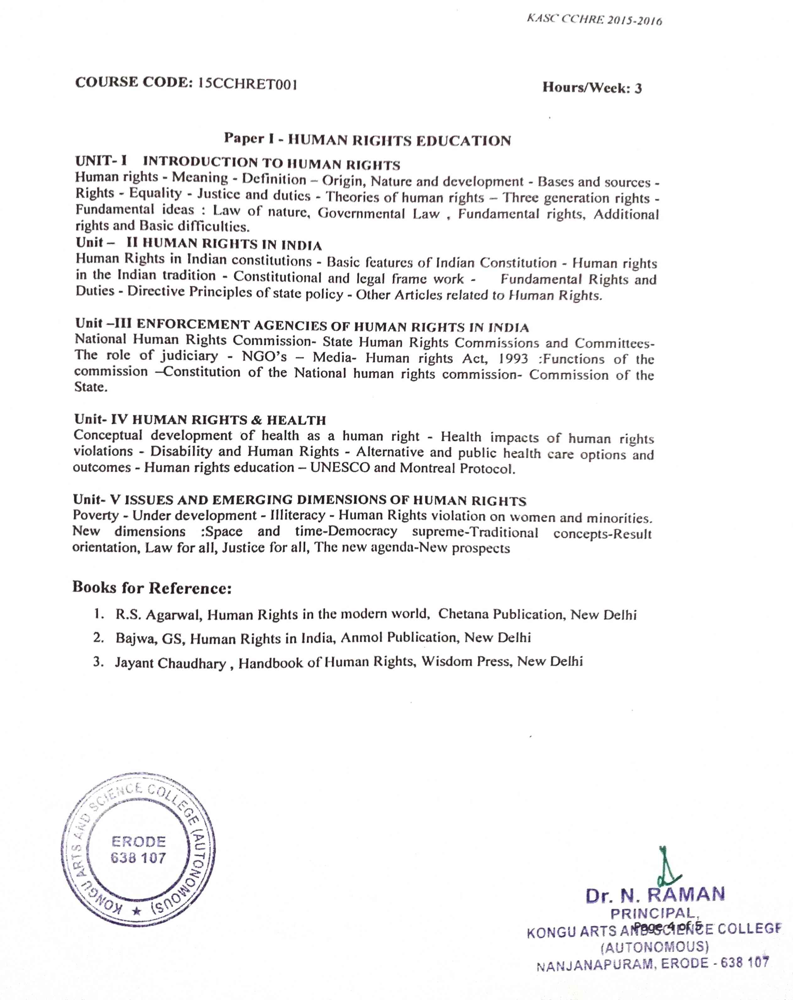 KASC CCHRE 2015-2016
COURSE CODE: 15CCHRET001 Hours/Week: 3
Paper I - HUMAN RIGHTS EDUCATION
UNIT- I INTRODUCTION TO HUMAN RIGHTS
Human rights - Meaning - Definition – Origin, Nature and development - Bases and sources -
Rights - Equality - Justice and duties - Theories of human rights – Three generation rights -
Fundamental ideas : Law of nature, Governmental Law , Fundamental rights, Additional
rights and Basic difficulties.
Unit – II HUMAN RIGHTS IN INDIA
Human Rights in Indian constitutions - Basic features of Indian Constitution - Human rights
in the Indian tradition - Constitutional and legal frame work - Fundamental Rights and
Duties - Directive Principles of state policy - Other Articles related to Human Rights.
Unit –III ENFORCEMENT AGENCIES OF HUMAN RIGHTS IN INDIA
National Human Rights Commission- State Human Rights Commissions and Committees-
The role of judiciary - NGO's – Media- Human rights Act, 1993 :Functions of the
commission –Constitution of the National human rights commission- Commission of the
State.
Unit- IV HUMAN RIGHTS & HEALTH
Conceptual development of health as a human right - Health impacts of human rights
violations - Disability and Human Rights - Alternative and public health care options and
outcomes - Human rights education – UNESCO and Montreal Protocol.
Unit- V ISSUES AND EMERGING DIMENSIONS OF HUMAN RIGHTS
Poverty - Under development - Illiteracy - Human Rights violation on women and minorities.
New dimensions :Space and time-Democracy supreme-Traditional concepts-Result
orientation, Law for all, Justice for all, The new agenda-New prospects
Books for Reference:
1. R.S. Agarwal, Human Rights in the modern world, Chetana Publication, New Delhi
2. Bajwa, GS, Human Rights in India, Anmol Publication, New Delhi
3. Jayant Chaudhary , Handbook of Human Rights, Wisdom Press, New Delhi
KONGU ARTS AND SCIENCE COLLEGE (AUTONOMOUS) ★
ERODE
638 107
Dr. N. RAMAN
PRINCIPAL,
Page 4 of 5
KONGU ARTS AND SCIENCE COLLEGE
(AUTONOMOUS)
NANJANAPURAM, ERODE - 638 107